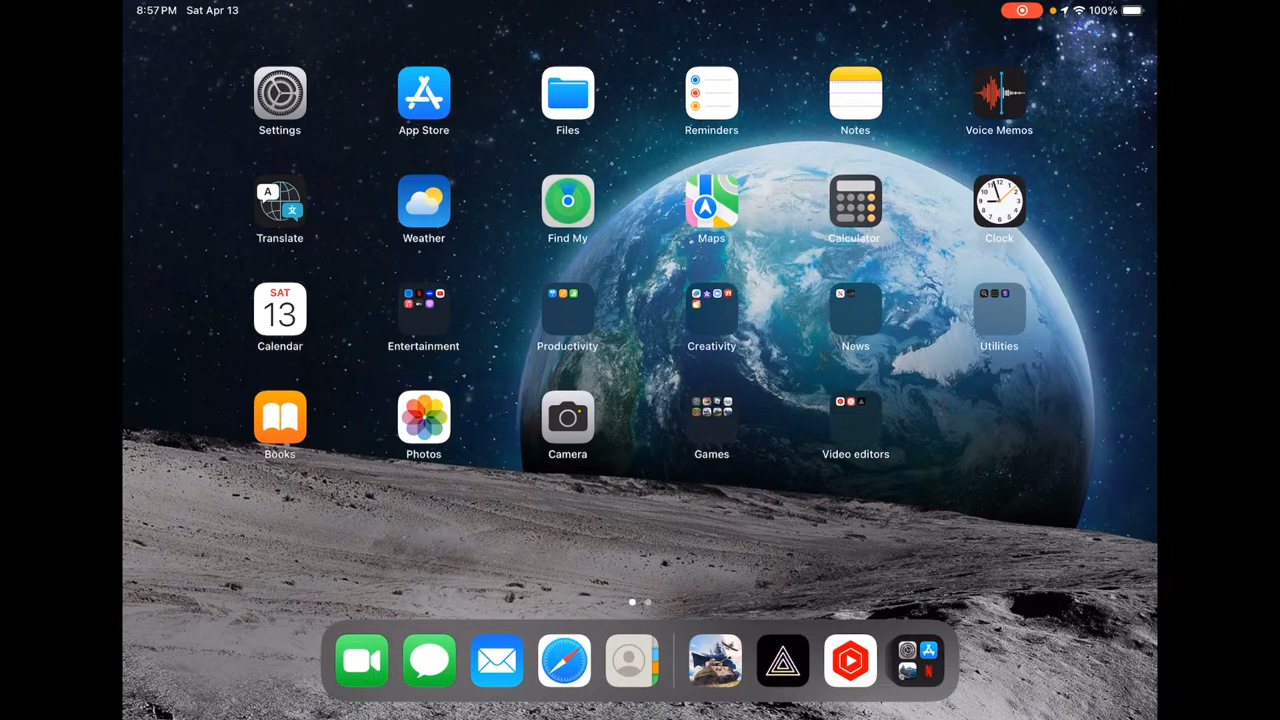 8:57 PM Sat Apr 13 100%
Settings App Store Files Reminders Notes Voice Memos
A 文
Translate Weather Find My Maps Calculator Clock
SAT
13
Calendar Entertainment Productivity Creativity News Utilities
Books Photos Camera Games Video editors
N